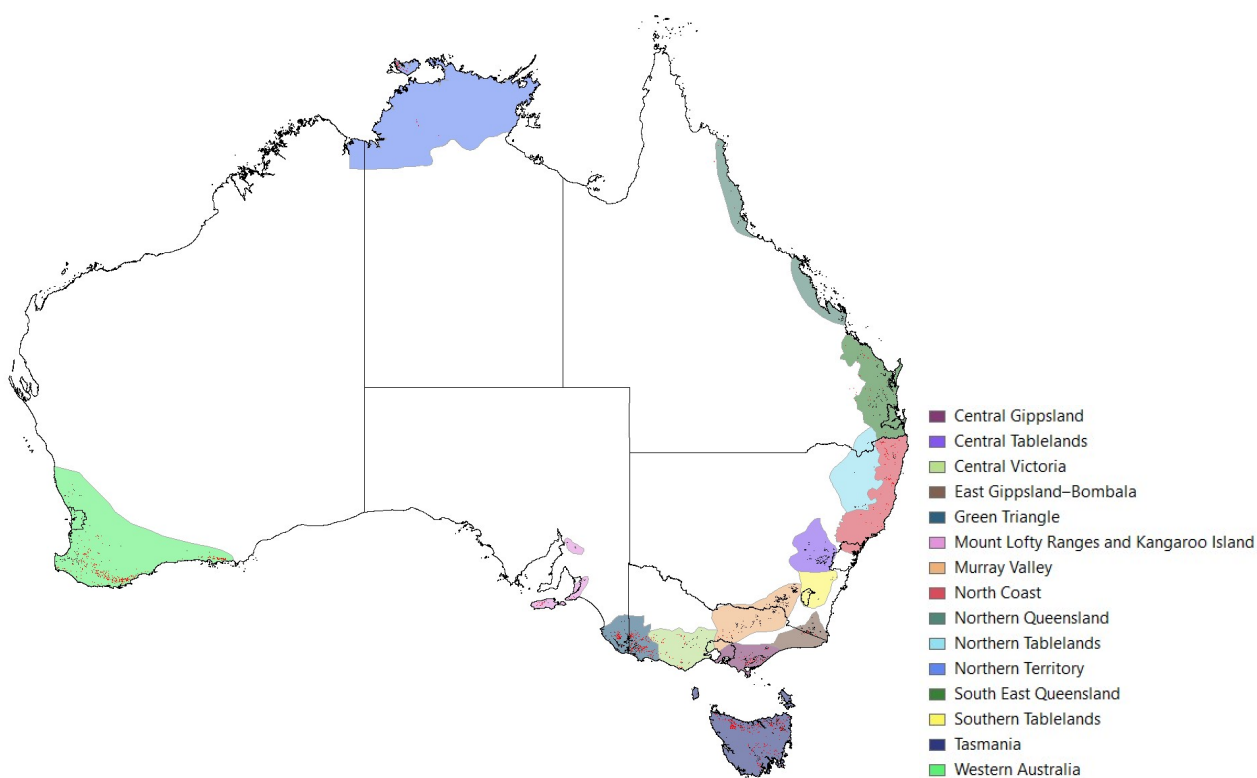 Central Gippsland
Central Tablelands
Central Victoria
East Gippsland–Bombala
Green Triangle
Mount Lofty Ranges and Kangaroo Island
Murray Valley
North Coast
Northern Queensland
Northern Tablelands
Northern Territory
South East Queensland
Southern Tablelands
Tasmania
Western Australia